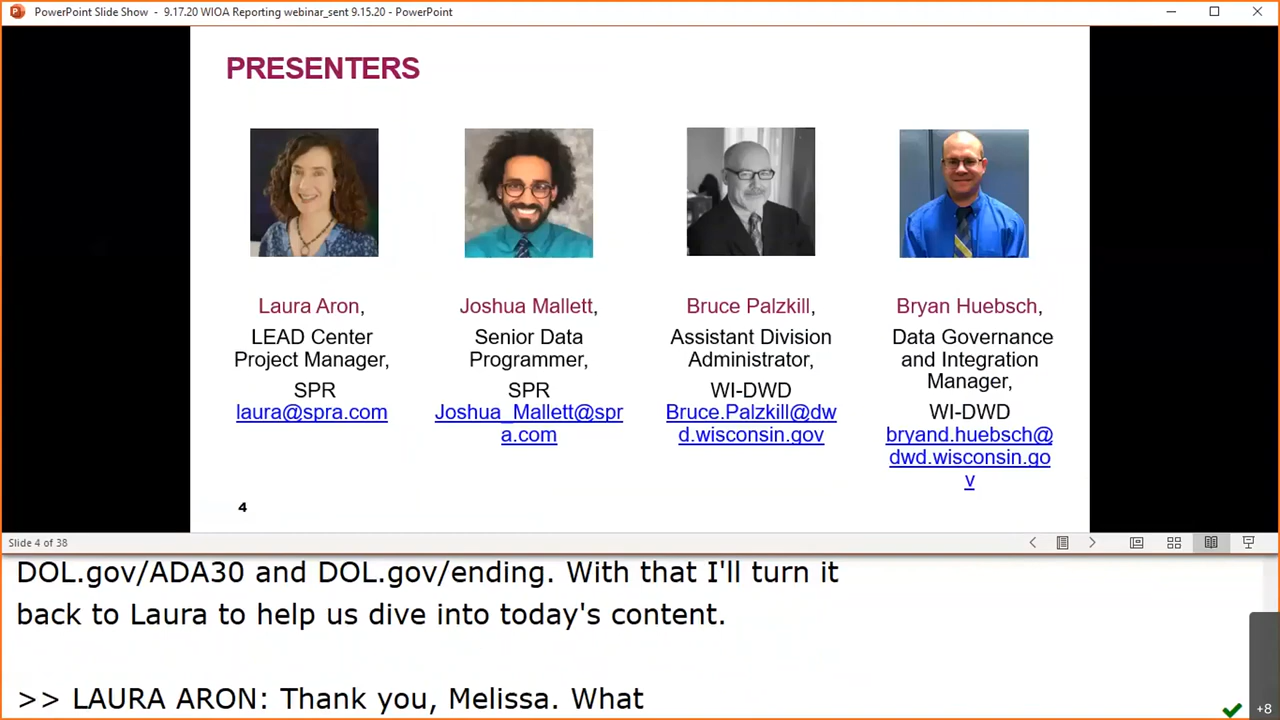 PowerPoint Slide Show - 9.17.20 WIOA Reporting webinar_sent 9.15.20 - PowerPoint
PRESENTERS
Laura Aron,
LEAD Center
Project Manager,
SPR
laura@spra.com
Joshua Mallett,
Senior Data
Programmer,
SPR
Joshua_Mallett@spr
a.com
Bruce Palzkill,
Assistant Division
Administrator,
WI-DWD
Bruce.Palzkill@dw
d.wisconsin.gov
Bryan Huebsch,
Data Governance
and Integration
Manager,
WI-DWD
bryand.huebsch@
dwd.wisconsin.go
v
4
Slide 4 of 38
DOL.gov/ADA30 and DOL.gov/ending. With that I'll turn it
back to Laura to help us dive into today's content.
>> LAURA ARON: Thank you, Melissa. What
+8